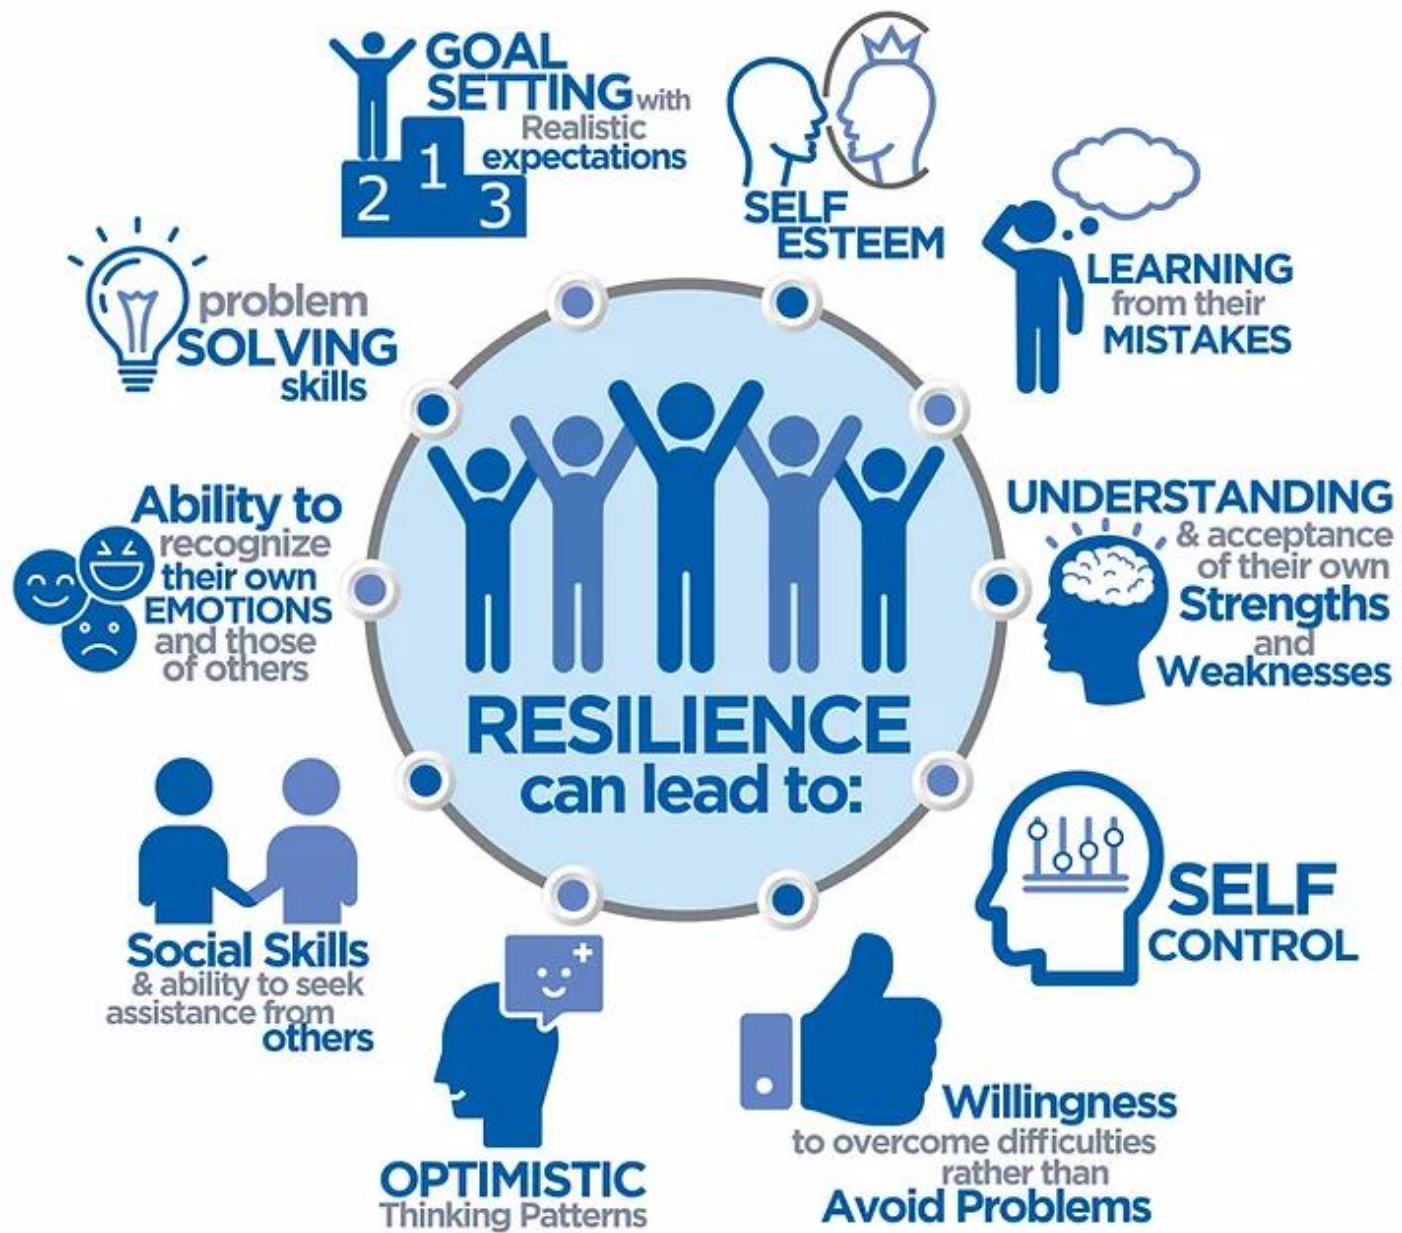 GOAL
SETTING with
Realistic
expectations
1
2
3
SELF
ESTEEM
LEARNING
from their
MISTAKES
problem
SOLVING
skills
Ability to
recognize
their own
EMOTIONS
and those
of others
UNDERSTANDING
& acceptance
of their own
Strengths
and
Weaknesses
RESILIENCE
can lead to:
SELF
CONTROL
Social Skills
& ability to seek
assistance from
others
OPTIMISTIC
Thinking Patterns
Willingness
to overcome difficulties
rather than
Avoid Problems